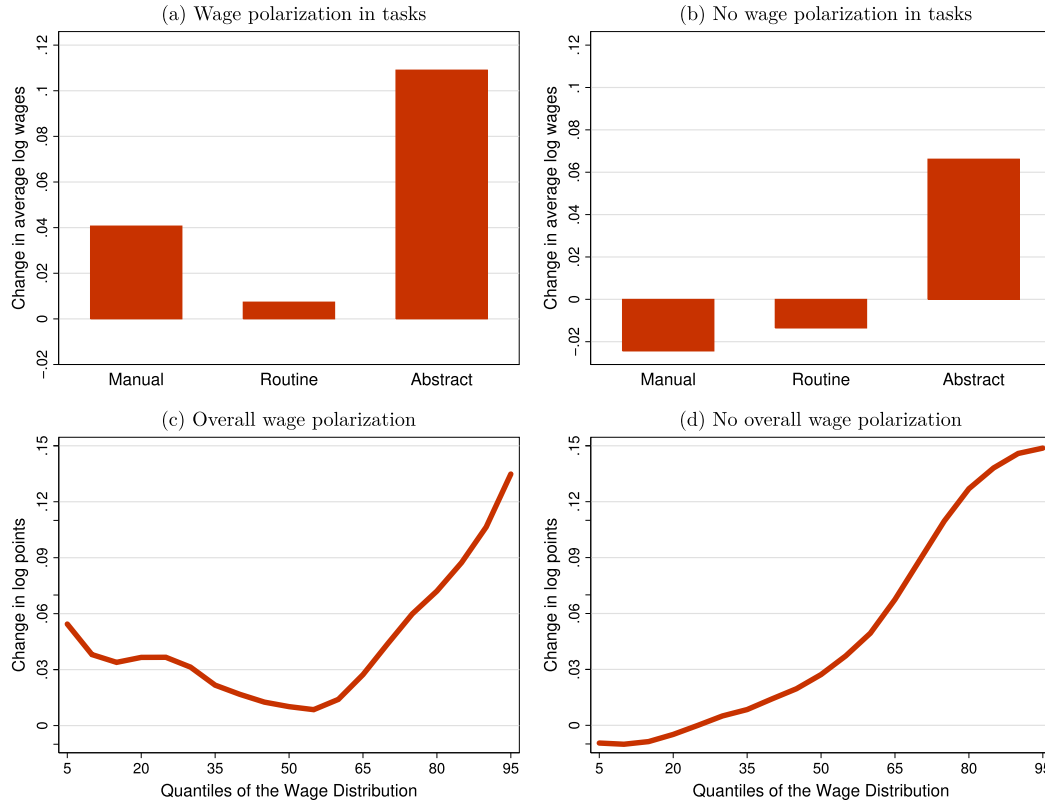 (a) Wage polarization in tasks
Change in average log wages
.12
.1
.08
.06
.04
.02
0
-.02
Manual Routine Abstract
(b) No wage polarization in tasks
Change in average log wages
.12
.1
.08
.06
.04
.02
0
-.02
Manual Routine Abstract
(c) Overall wage polarization
Change in log points
.15
.12
.09
.06
.03
0
5 20 35 50 65 80 95
Quantiles of the Wage Distribution
(d) No overall wage polarization
Change in log points
.15
.12
.09
.06
.03
0
5 20 35 50 65 80 95
Quantiles of the Wage Distribution